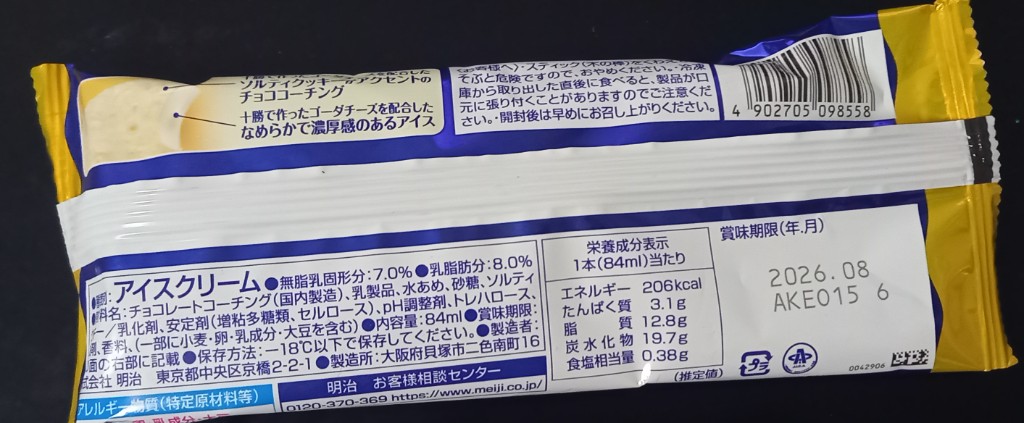 ソルティクッキーがアクセントの
チョココーチング
十勝で作ったゴーダチーズを配合した
なめらかで濃厚感のあるアイス
ぶと危険ですので、おやめください。・冷凍
庫から取り出した直後に食べると、製品が口
元に張り付くことがありますのでご注意くだ
さい。・開封後は早めにお召し上がりください。
4 902705 098558
アイスクリーム ●無脂乳固形分:7.0% ●乳脂肪分:8.0%
料名:チョコレートコーチング(国内製造)、乳製品、水あめ、砂糖、ソルティ
ー/乳化剤、安定剤(増粘多糖類、セルロース)、pH調整剤、トレハロース、
香料、(一部に小麦・卵・乳成分・大豆を含む) ●内容量:84ml ●賞味期限:
面の右部に記載 ●保存方法:−18℃以下で保存してください。 ●製造者:
会社 明治 東京都中央区京橋2-2-1 ●製造所:大阪府貝塚市二色南町16
アレルギー物質(特定原材料等)
明治 お客様相談センター
0120-370-369 https://www.meiji.co.jp/
栄養成分表示
1本(84ml)当たり
エネルギー 206kcal
たんぱく質 3.1g
脂質 12.8g
炭水化物 19.7g
食塩相当量 0.38g
(推定値)
賞味期限(年.月)
2026.08
AKE015 6
プラ
0042906